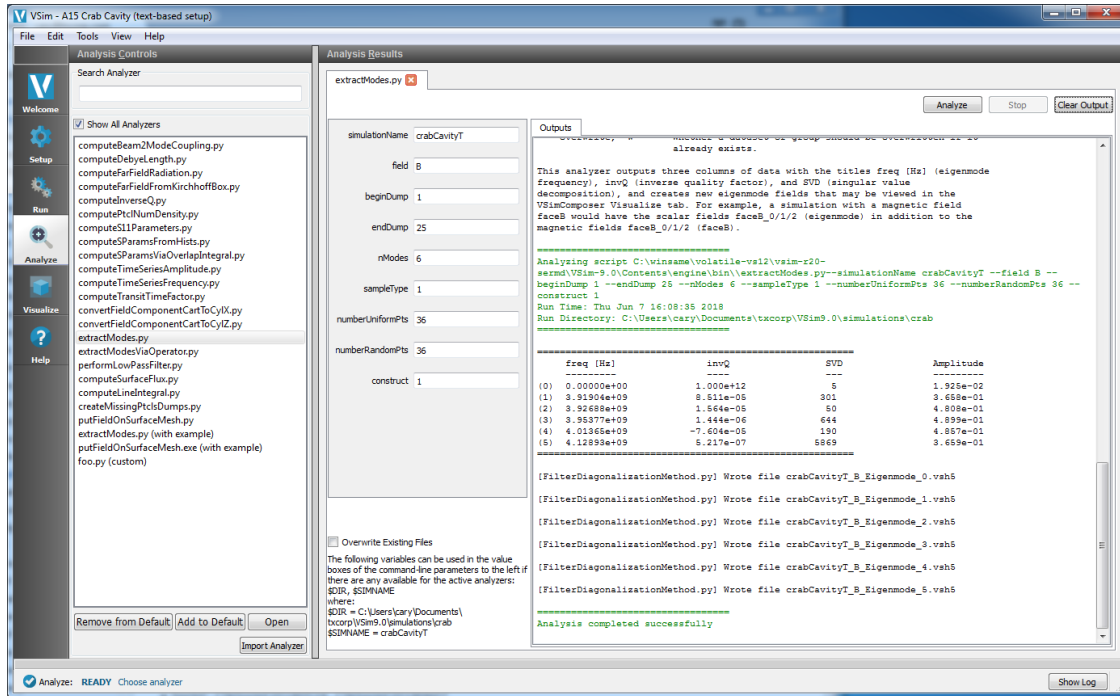 VSim - A15 Crab Cavity (text-based setup)
File Edit Tools View Help
Analysis Controls
Search Analyzer
Show All Analyzers
computeBeam2ModeCoupling.py
computeDebyeLength.py
computeFarFieldRadiation.py
computeFarFieldFromKirchhoffBox.py
computeInverseQ.py
computePtclNumDensity.py
computeS11Parameters.py
computeSParamsFromHists.py
computeSParamsViaOverlapIntegral.py
computeTimeSeriesAmplitude.py
computeTimeSeriesFrequency.py
computeTransitTimeFactor.py
convertFieldComponentCartToCylX.py
convertFieldComponentCartToCylZ.py
extractModes.py
extractModesViaOperator.py
performLowPassFilter.py
computeSurfaceFlux.py
computeLineIntegral.py
createMissingPtclsDumps.py
putFieldOnSurfaceMesh.py
extractModes.py (with example)
putFieldOnSurfaceMesh.exe (with example)
foo.py (custom)
Remove from Default Add to Default Open
Import Analyzer
Welcome
Setup
Run
Analyze
Visualize
Help
Analysis Results
extractModes.py
Analyze Stop Clear Output
simulationName crabCavityT
field B
beginDump 1
endDump 25
nModes 6
sampleType 1
numberUniformPts 36
numberRandomPts 36
construct 1
Overwrite Existing Files
The following variables can be used in the value
boxes of the command-line parameters to the left if
there are any available for the active analyzers:
$DIR, $SIMNAME
where:
$DIR = C:\Users\cary\Documents\
txcorp\VSim9.0\simulations\crab
$SIMNAME = crabCavityT
Outputs
already exists.
This analyzer outputs three columns of data with the titles freq [Hz] (eigenmode
frequency), invQ (inverse quality factor), and SVD (singular value
decomposition), and creates new eigenmode fields that may be viewed in the
VSimComposer Visualize tab. For example, a simulation with a magnetic field
faceB would have the scalar fields faceB_0/1/2 (eigenmode) in addition to the
magnetic fields faceB_0/1/2 (faceB).
==================================
Analyzing script C:\winsame\volatile-vs12\vsim-r20-
sermd\VSim-9.0\Contents\engine\bin\\extractModes.py--simulationName crabCavityT --field B --
beginDump 1 --endDump 25 --nModes 6 --sampleType 1 --numberUniformPts 36 --numberRandomPts 36 --
construct 1
Run Time: Thu Jun 7 16:08:35 2018
Run Directory: C:\Users\cary\Documents\txcorp\VSim9.0\simulations\crab
==================================
=======================================================
freq [Hz] invQ SVD Amplitude
--------- ---- --- ---------
(0) 0.00000e+00 1.000e+12 5 1.925e-02
(1) 3.91904e+09 8.511e-05 301 3.658e-01
(2) 3.92688e+09 1.564e-05 50 4.808e-01
(3) 3.95377e+09 1.444e-06 644 4.899e-01
(4) 4.01365e+09 -7.604e-05 190 4.857e-01
(5) 4.12893e+09 5.217e-07 5869 3.659e-01
=======================================================
[FilterDiagonalizationMethod.py] Wrote file crabCavityT_B_Eigenmode_0.vsh5
[FilterDiagonalizationMethod.py] Wrote file crabCavityT_B_Eigenmode_1.vsh5
[FilterDiagonalizationMethod.py] Wrote file crabCavityT_B_Eigenmode_2.vsh5
[FilterDiagonalizationMethod.py] Wrote file crabCavityT_B_Eigenmode_3.vsh5
[FilterDiagonalizationMethod.py] Wrote file crabCavityT_B_Eigenmode_4.vsh5
[FilterDiagonalizationMethod.py] Wrote file crabCavityT_B_Eigenmode_5.vsh5
==================================
Analysis completed successfully
Analyze: READY Choose analyzer
Show Log